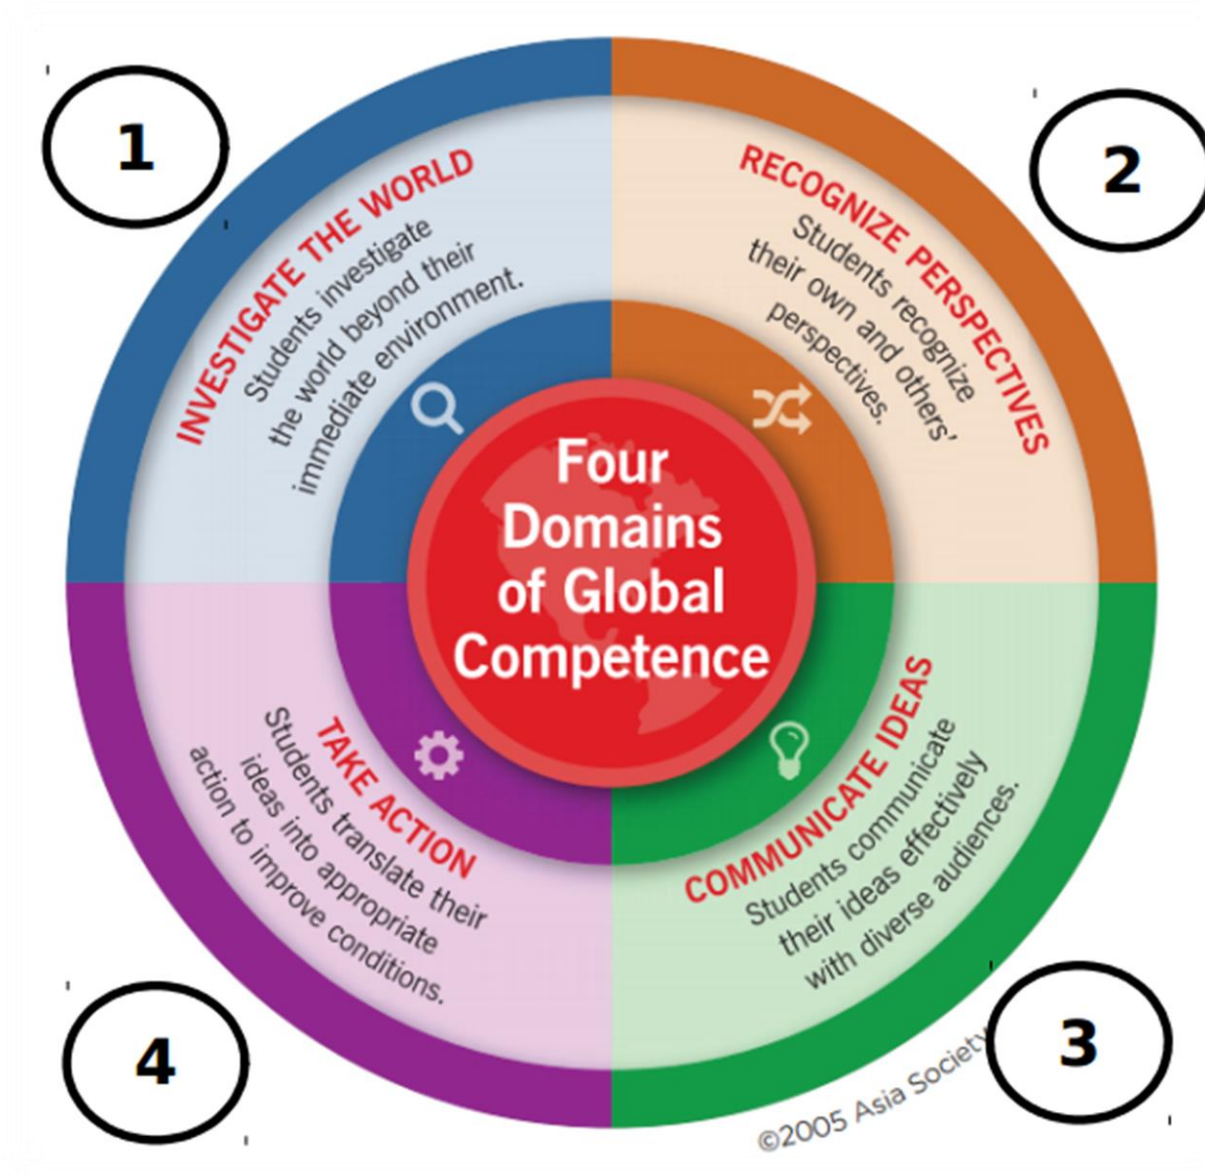 1
INVESTIGATE THE WORLD
Students investigate
the world beyond their
immediate environment.
2
RECOGNIZE PERSPECTIVES
Students recognize
their own and others'
perspectives.
Four
Domains
of Global
Competence
TAKE ACTION
Students translate their
ideas into appropriate
action to improve conditions.
4
COMMUNICATE IDEAS
Students communicate
their ideas effectively
with diverse audiences.
3
©2005 Asia Society